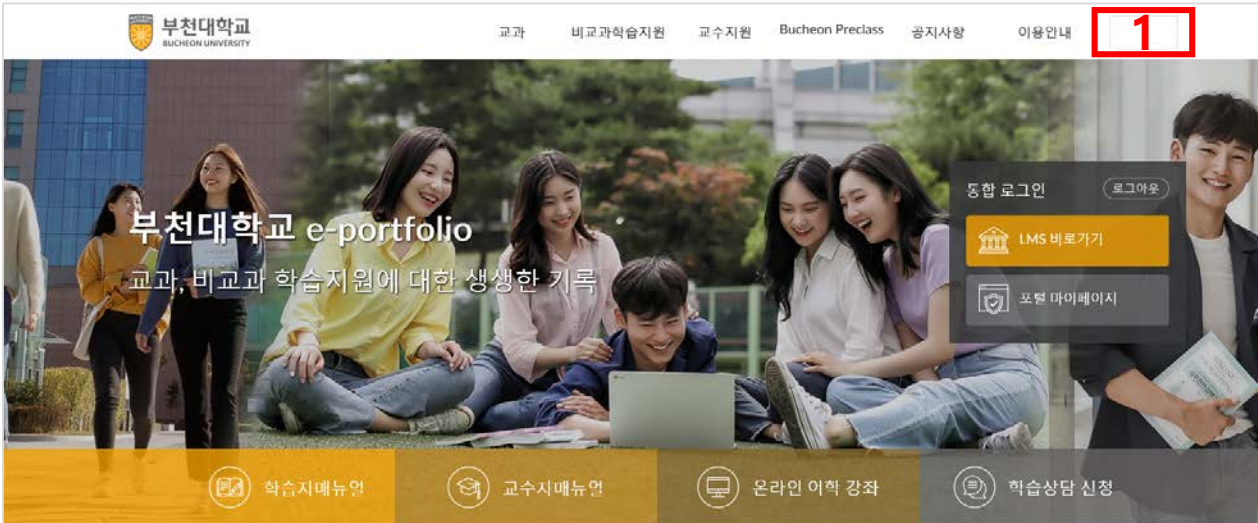 부천대학교
BUCHEON UNIVERSITY
교과 비교과학습지원 교수지원 Bucheon Preclass 공지사항 이용안내 1
통합 로그인 로그아웃
LMS 비로가기
포털 마이페이지
부천대학교 e-portfolio
교과, 비교과 학습지원에 대한 생생한 기록
학습자매뉴얼 교수자매뉴얼 온라인 어학 강좌 학습상담 신청